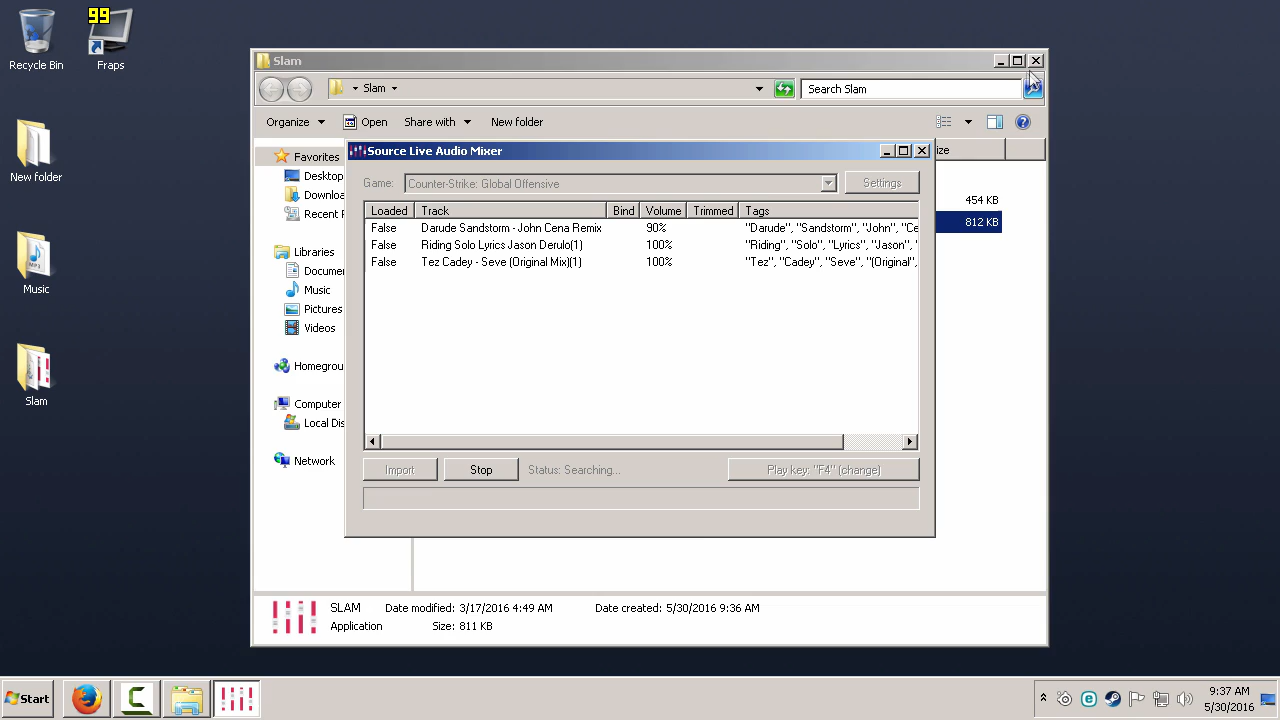 99
Recycle Bin
Fraps
New folder
Music
Slam
Slam
Slam
Search Slam
Organize
Open
Share with
New folder
Favorites
Desktop
Recent
Libraries
Music
Pictures
Videos
Computer
Network
454 KB
812 KB
Source Live Audio Mixer
Game:
Counter-Strike: Global Offensive
Settings
Loaded Track Bind Volume Trimmed Tags
False Darude Sandstorm - John Cena Remix 90% "Darude", "Sandstorm", "John", "Ce
False Riding Solo Lyrics Jason Derulo(1) 100% "Riding", "Solo", "Lyrics", "Jason",
False Tez Cadey - Seve (Original Mix)(1) 100% "Tez", "Cadey", "Seve", "(Original",
Import
Stop
Status: Searching...
Play key: "F4" (change)
SLAM Date modified: 3/17/2016 4:49 AM Date created: 5/30/2016 9:36 AM
Application Size: 811 KB
Start
9:37 AM
5/30/2016